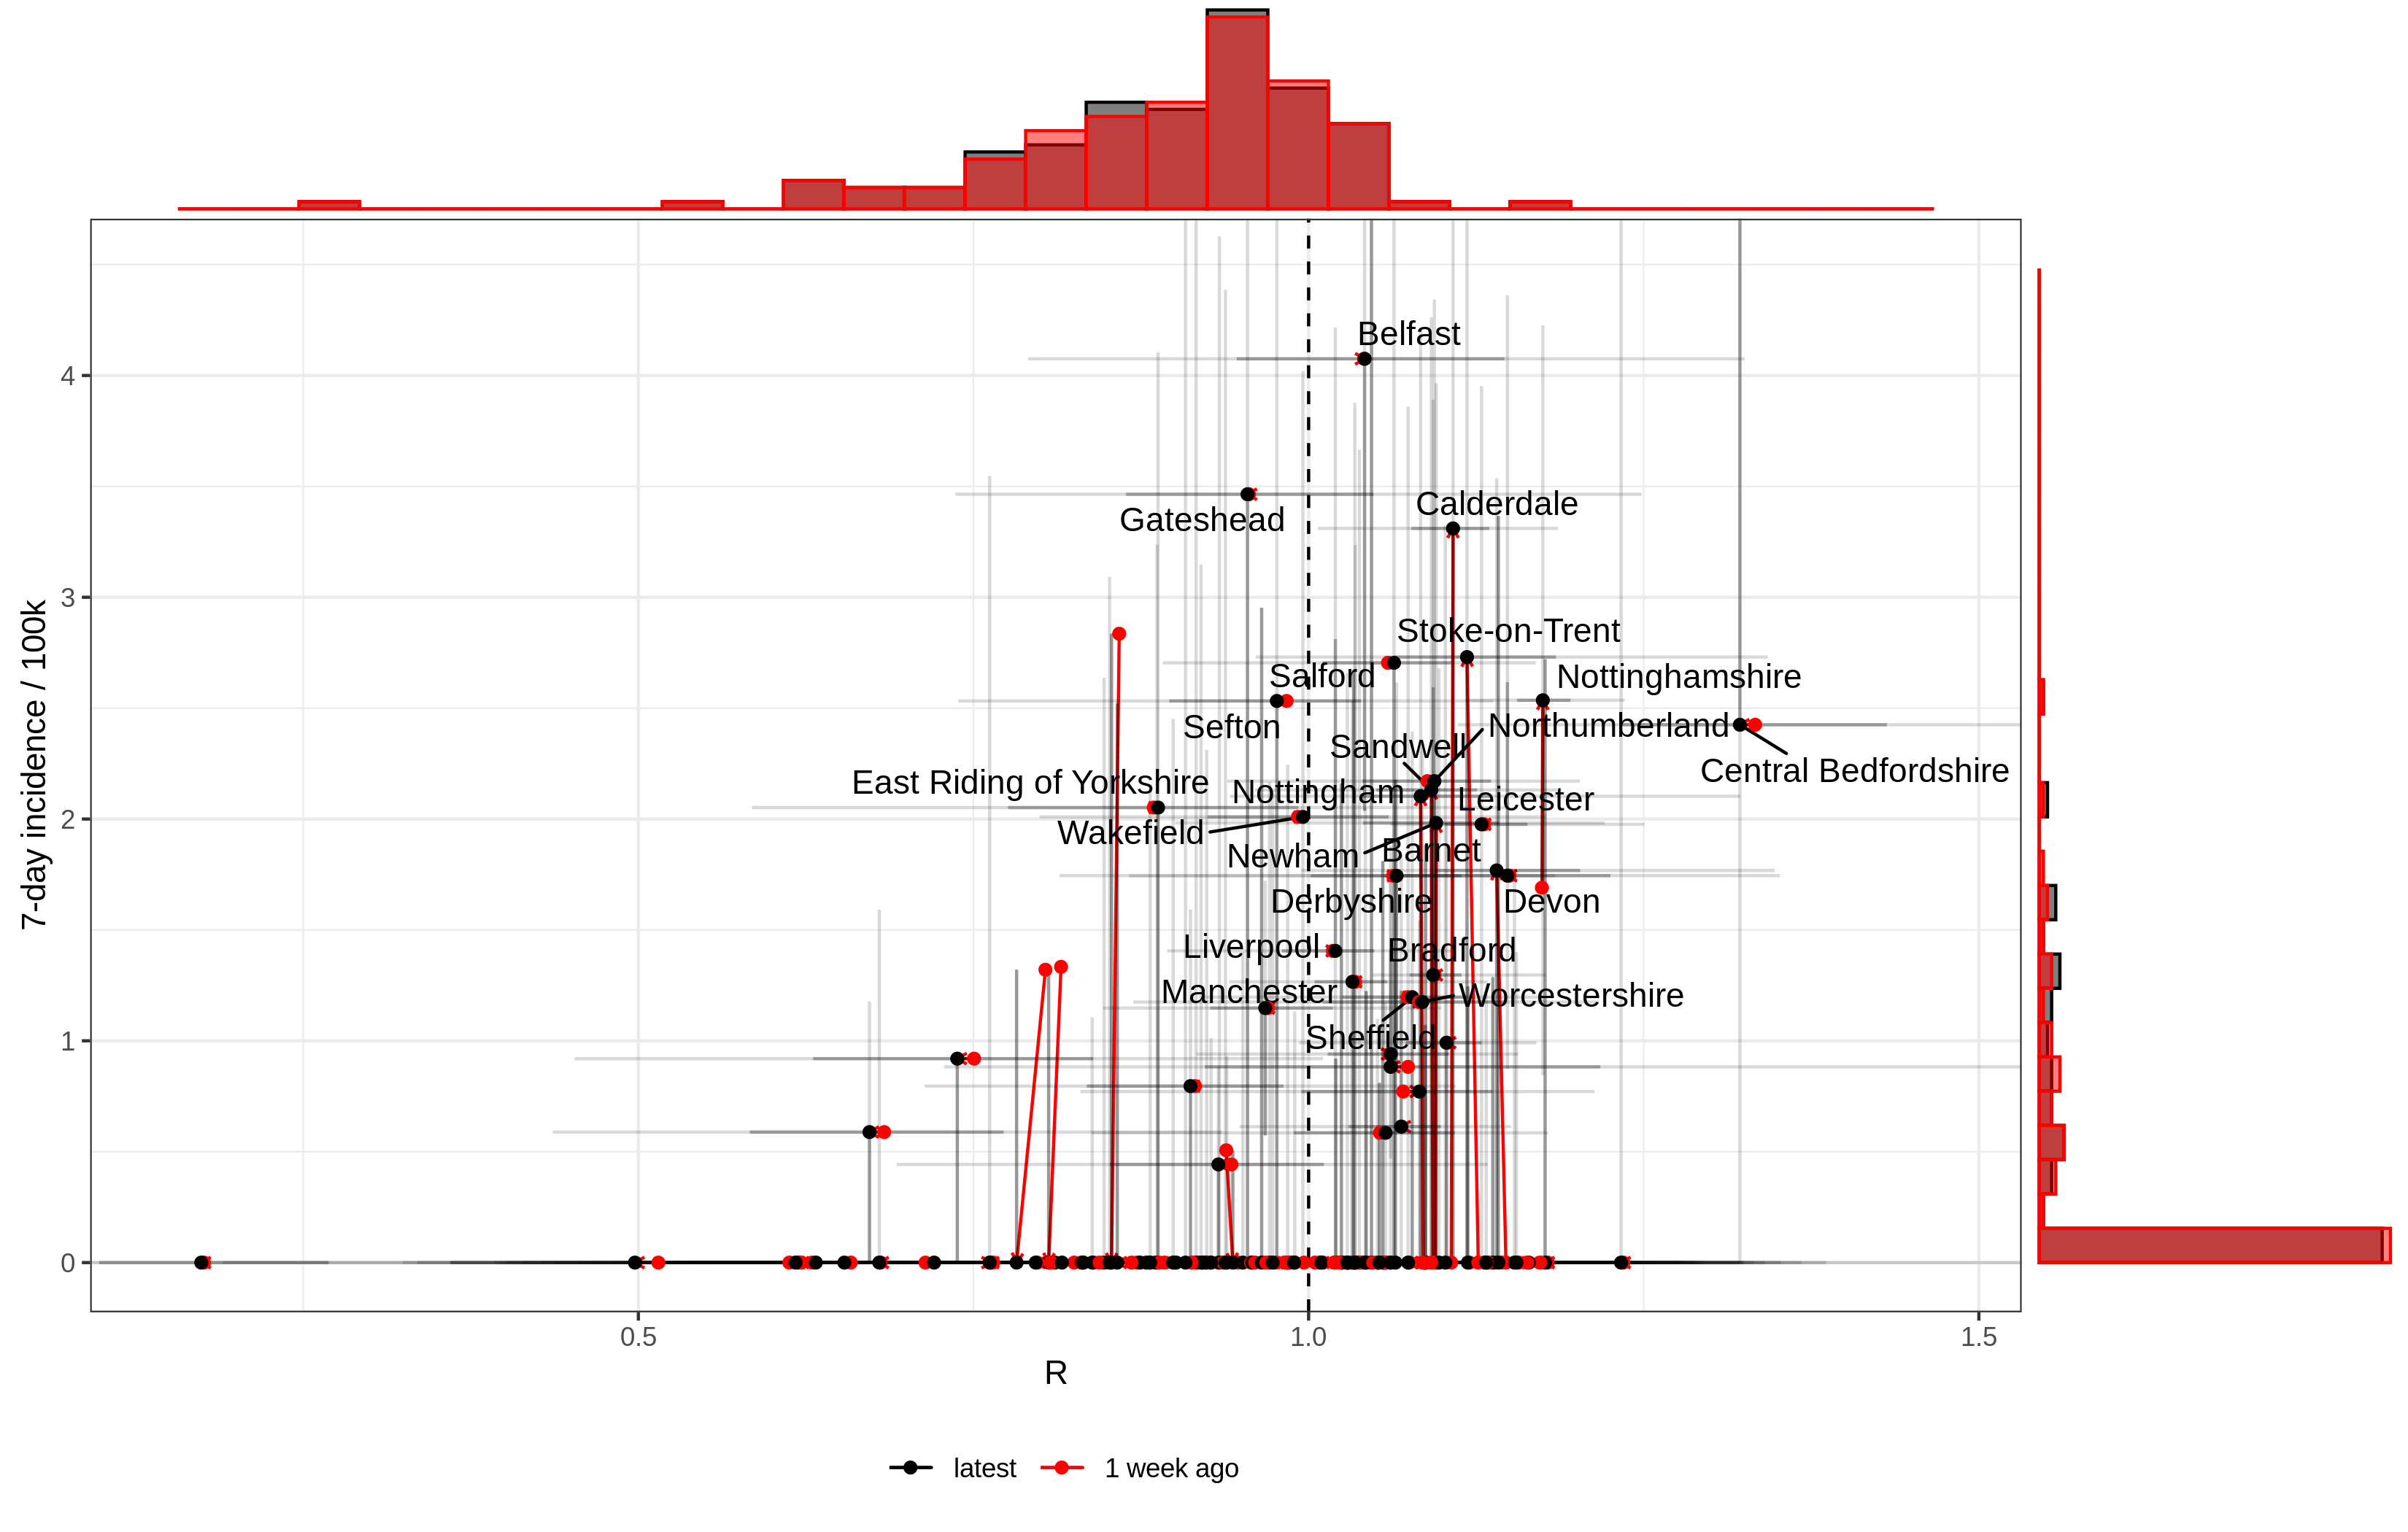 Belfast
4
Gateshead
Calderdale
3
Stoke-on-Trent
Salford
Nottinghamshire
Sefton
Northumberland
Sandwell
Central Bedfordshire
East Riding of Yorkshire
Nottingham
Leicester
2
Wakefield
Newham
Barnet
Derbyshire
Devon
Liverpool
Bradford
Manchester
Worcestershire
Sheffield
1
0
7-day incidence / 100k
0.5
1.0
1.5
R
latest
1 week ago